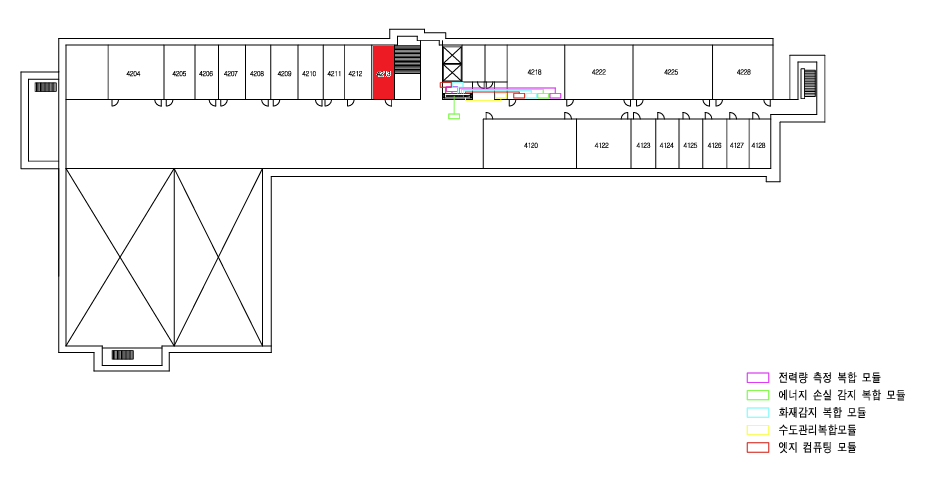 4204 4205 4206 4207 4208 4209 4210 4211 4212 4213 4218 4222 4225 4228
4120 4122 4123 4124 4125 4126 4127 4128
전력량 측정 복합 모듈
에너지 손실 감지 복합 모듈
화재감지 복합 모듈
수도관리복합모듈
엣지 컴퓨팅 모듈